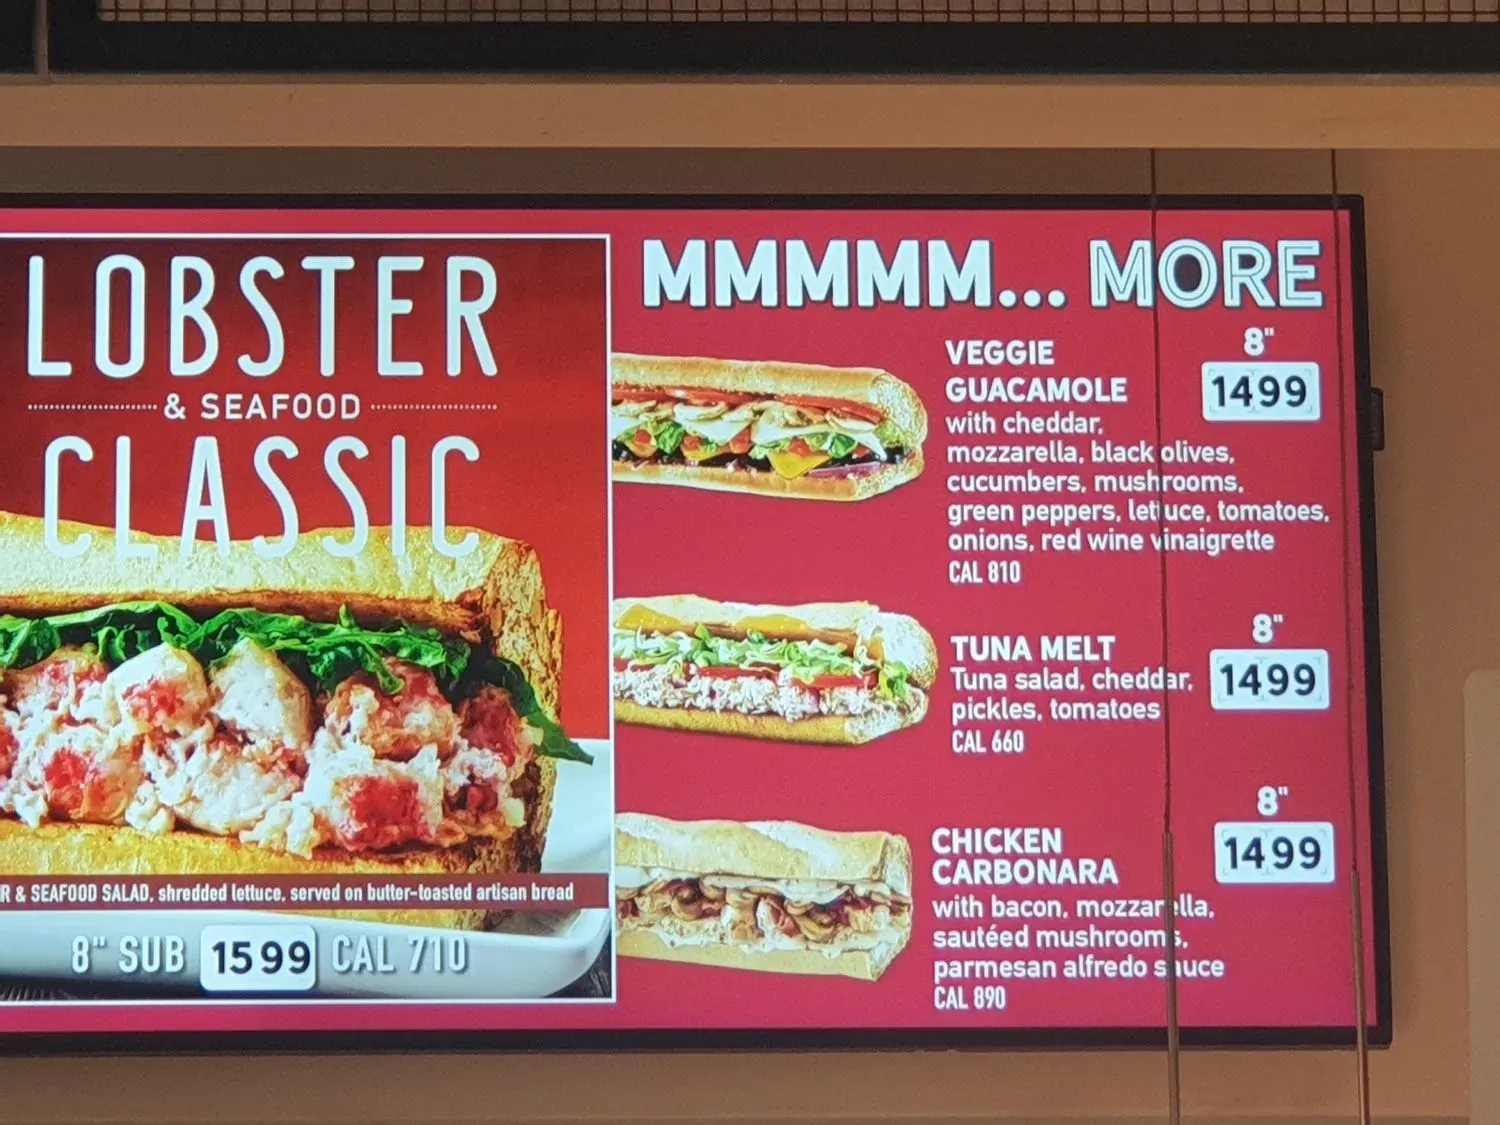 LOBSTER
& SEAFOOD
CLASSIC
& SEAFOOD SALAD, shredded lettuce, served on butter-toasted artisan bread
8" SUB 1599 CAL 710
MMMMM... MORE
VEGGIE
GUACAMOLE
8"
1499
with cheddar,
mozzarella, black olives,
cucumbers, mushrooms,
green peppers, lettuce, tomatoes,
onions, red wine vinaigrette
CAL 810
TUNA MELT
8"
1499
Tuna salad, cheddar,
pickles, tomatoes
CAL 660
CHICKEN
CARBONARA
8"
1499
with bacon, mozzarella,
sautéed mushrooms,
parmesan alfredo sauce
CAL 890